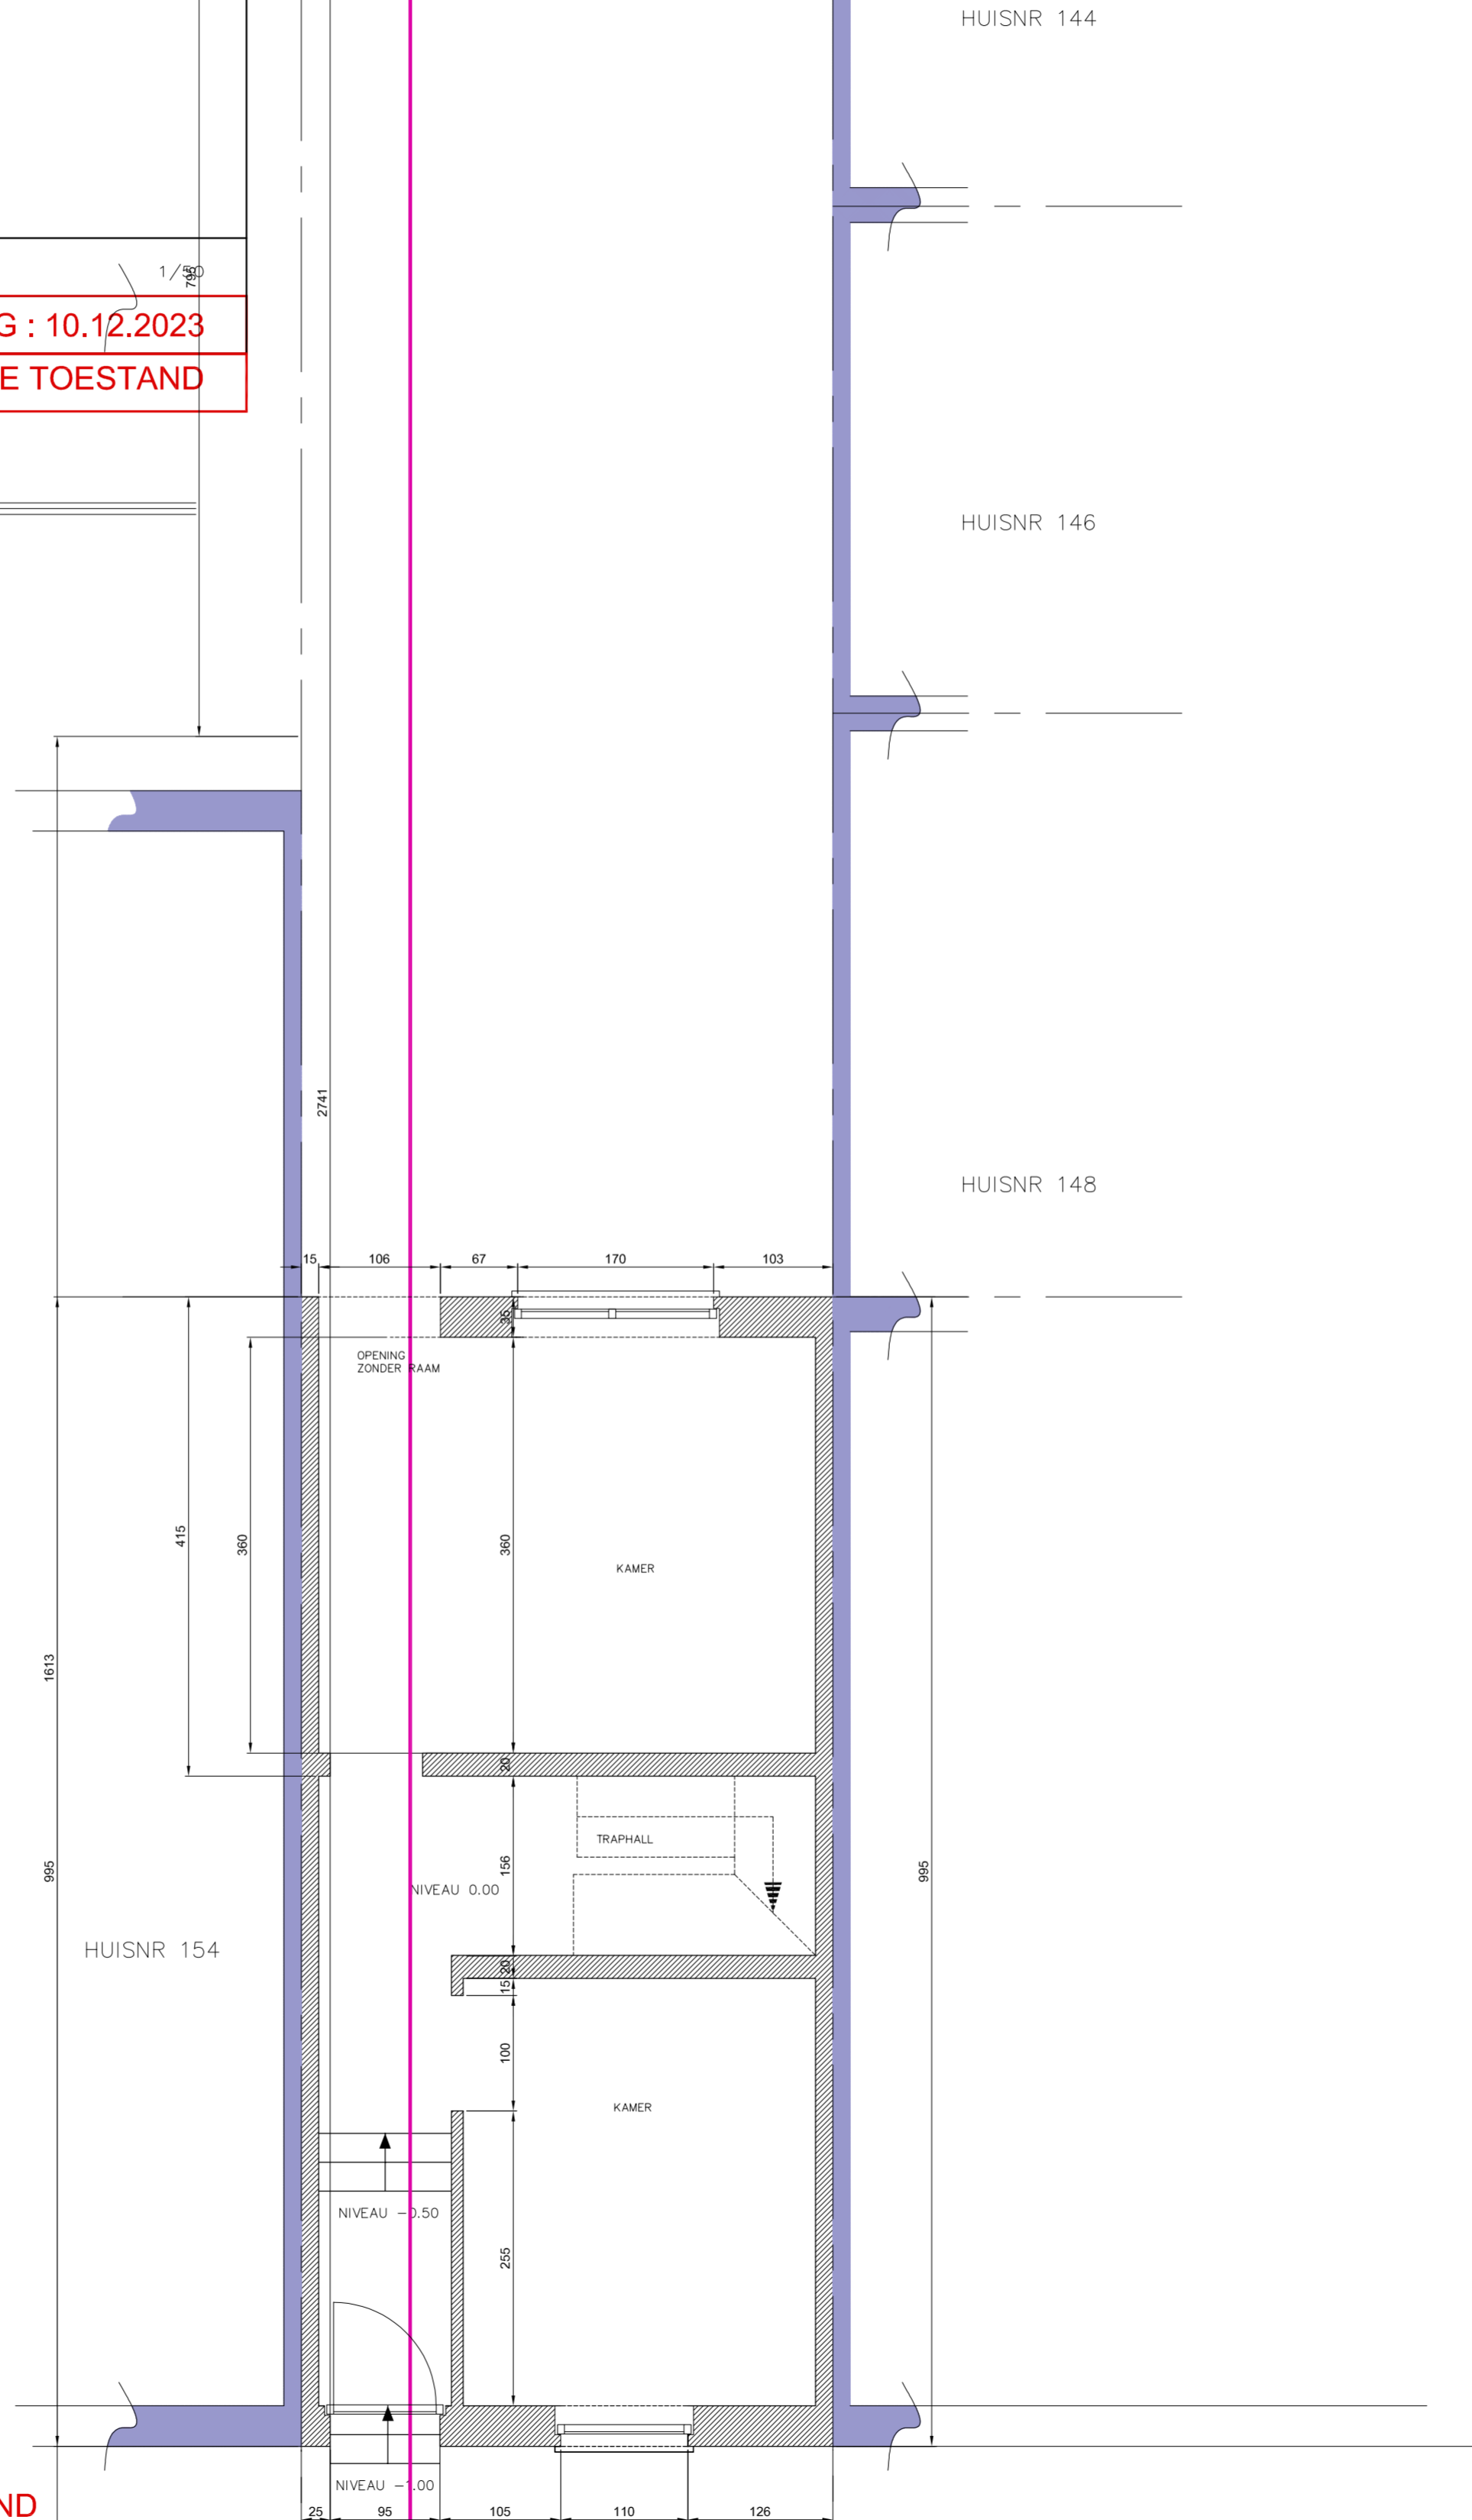 HUISNR 144
1/50
795
G : 10.12.2023
E TOESTAND
HUISNR 146
2741
HUISNR 148
15 106 67 170 103
35
OPENING
ZONDER RAAM
415
360
360
KAMER
1613
20
TRAPHALL
156
995
995
NIVEAU 0.00
HUISNR 154
20
15
100
KAMER
NIVEAU -0.50
255
NIVEAU -1.00
ND
25 95 105 110 126